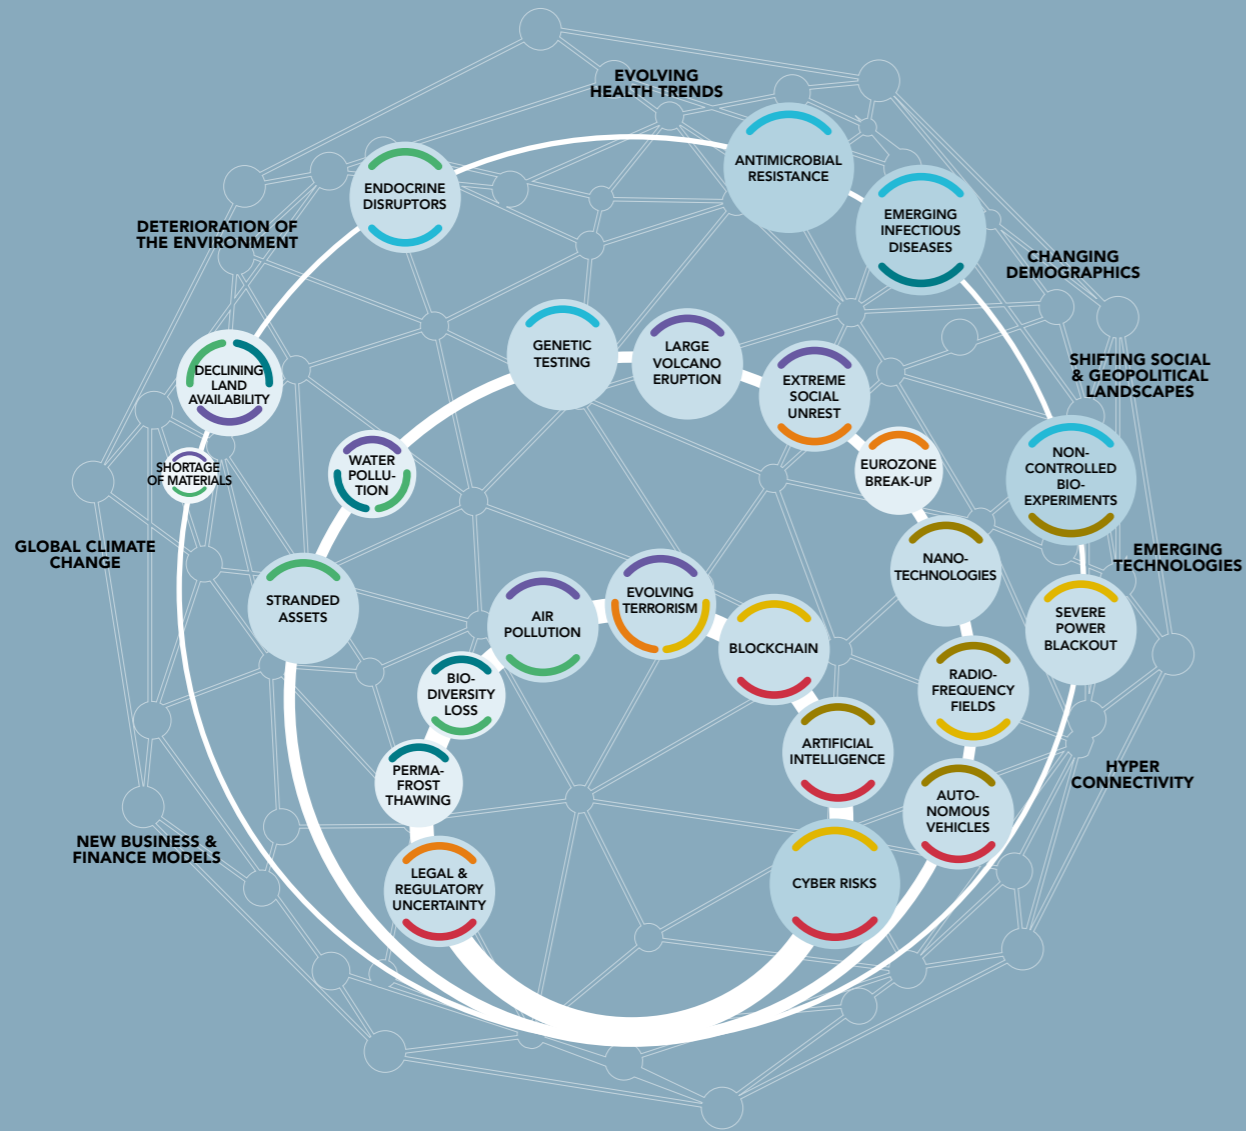 EVOLVING
HEALTH TRENDS
ANTIMICROBIAL
RESISTANCE
ENDOCRINE
DISRUPTORS
EMERGING
INFECTIOUS
DISEASES
DETERIORATION OF
THE ENVIRONMENT
CHANGING
DEMOGRAPHICS
GENETIC
TESTING
LARGE
VOLCANO
ERUPTION
DECLINING
LAND
AVAILABILITY
EXTREME
SOCIAL
UNREST
SHIFTING SOCIAL
& GEOPOLITICAL
LANDSCAPES
SHORTAGE
OF MATERIALS
WATER
POLLU-
TION
EUROZONE
BREAK-UP
NON-
CONTROLLED
BIO-
EXPERIMENTS
GLOBAL CLIMATE
CHANGE
NANO-
TECHNOLOGIES
EMERGING
TECHNOLOGIES
STRANDED
ASSETS
AIR
POLLUTION
EVOLVING
TERRORISM
BLOCKCHAIN
SEVERE
POWER
BLACKOUT
BIO-
DIVERSITY
LOSS
RADIO-
FREQUENCY
FIELDS
ARTIFICIAL
INTELLIGENCE
PERMA-
FROST
THAWING
HYPER
CONNECTIVITY
AUTO-
NOMOUS
VEHICLES
NEW BUSINESS &
FINANCE MODELS
LEGAL &
REGULATORY
UNCERTAINTY
CYBER RISKS